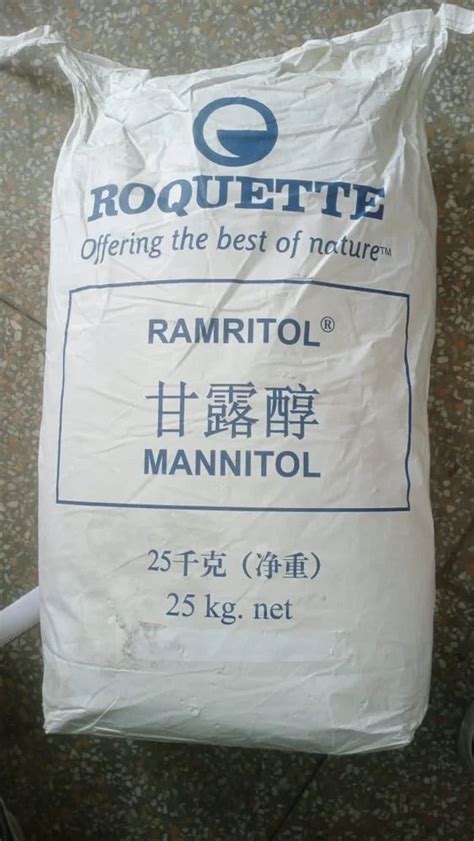 ROQUETTE
Offering the best of nature™
RAMRITOL®
甘露醇
MANNITOL
25千克（净重）
25 kg. net